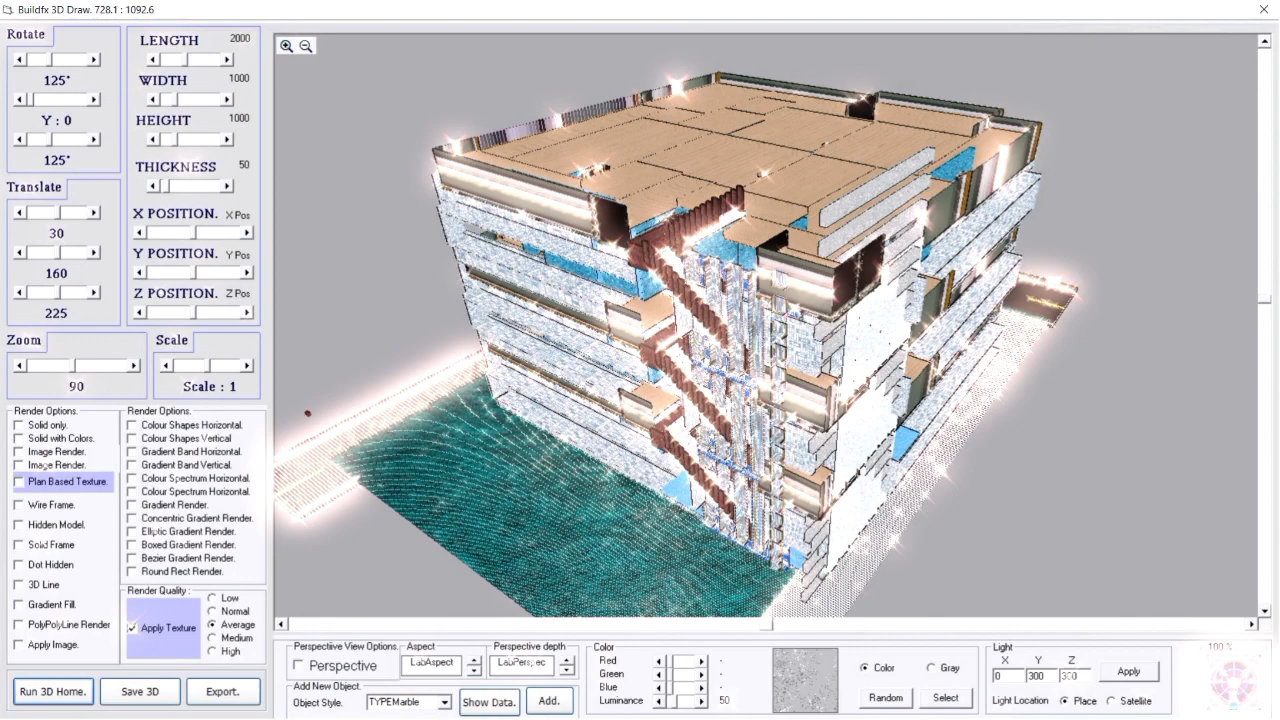 Buildfx 3D Draw. 728.1 : 1092.6
Rotate
125°
Y : 0
125°
Translate
30
160
225
LENGTH 2000
WIDTH 1000
HEIGHT 1000
THICKNESS 50
X POSITION. X Pos
Y POSITION. Y Pos
Z POSITION. Z Pos
Zoom
90
Scale
Scale : 1
Render Options.
Solid only.
Solid with Colors.
Image Render.
Image Render.
Plan Based Texture.
Wire Frame.
Hidden Model.
Solid Frame
Dot Hidden
3D Line
Gradient Fill.
PolyPolyLine Render
Apply Image.
Render Options.
Colour Shapes Horizontal.
Colour Shapes Vertical
Gradient Band Horizontal.
Gradient Band Vertical.
Colour Spectrum Horizontal.
Colour Spectrum Horizontal.
Gradient Render.
Concentric Gradient Render.
Elliptic Gradient Render.
Boxed Gradient Render.
Bezier Gradient Render.
Round Rect Render.
Render Quality :
Apply Texture
Low
Normal
Average
Medium
High
Run 3D Home.
Save 3D
Export.
Perspective View Options.
Perspective
Aspect
LabAspect
Perspective depth
LabPerspec
Add New Object.
Object Style.
TYPEMarble
Show Data.
Add.
Color
Red -
Green -
Blue -
Luminance 50
Color
Gray
Random
Select
Light
X Y Z
0 300 300
Apply
Light Location
Place
Satellite
100 %